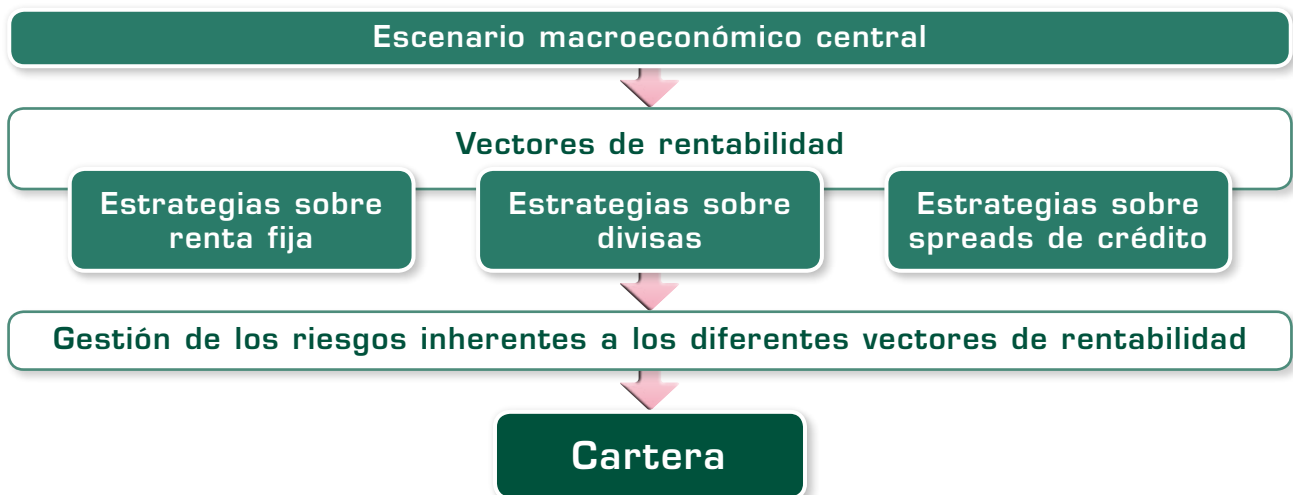 Escenario macroeconómico central
Vectores de rentabilidad
Estrategias sobre
renta fija
Estrategias sobre
divisas
Estrategias sobre
spreads de crédito
Gestión de los riesgos inherentes a los diferentes vectores de rentabilidad
Cartera